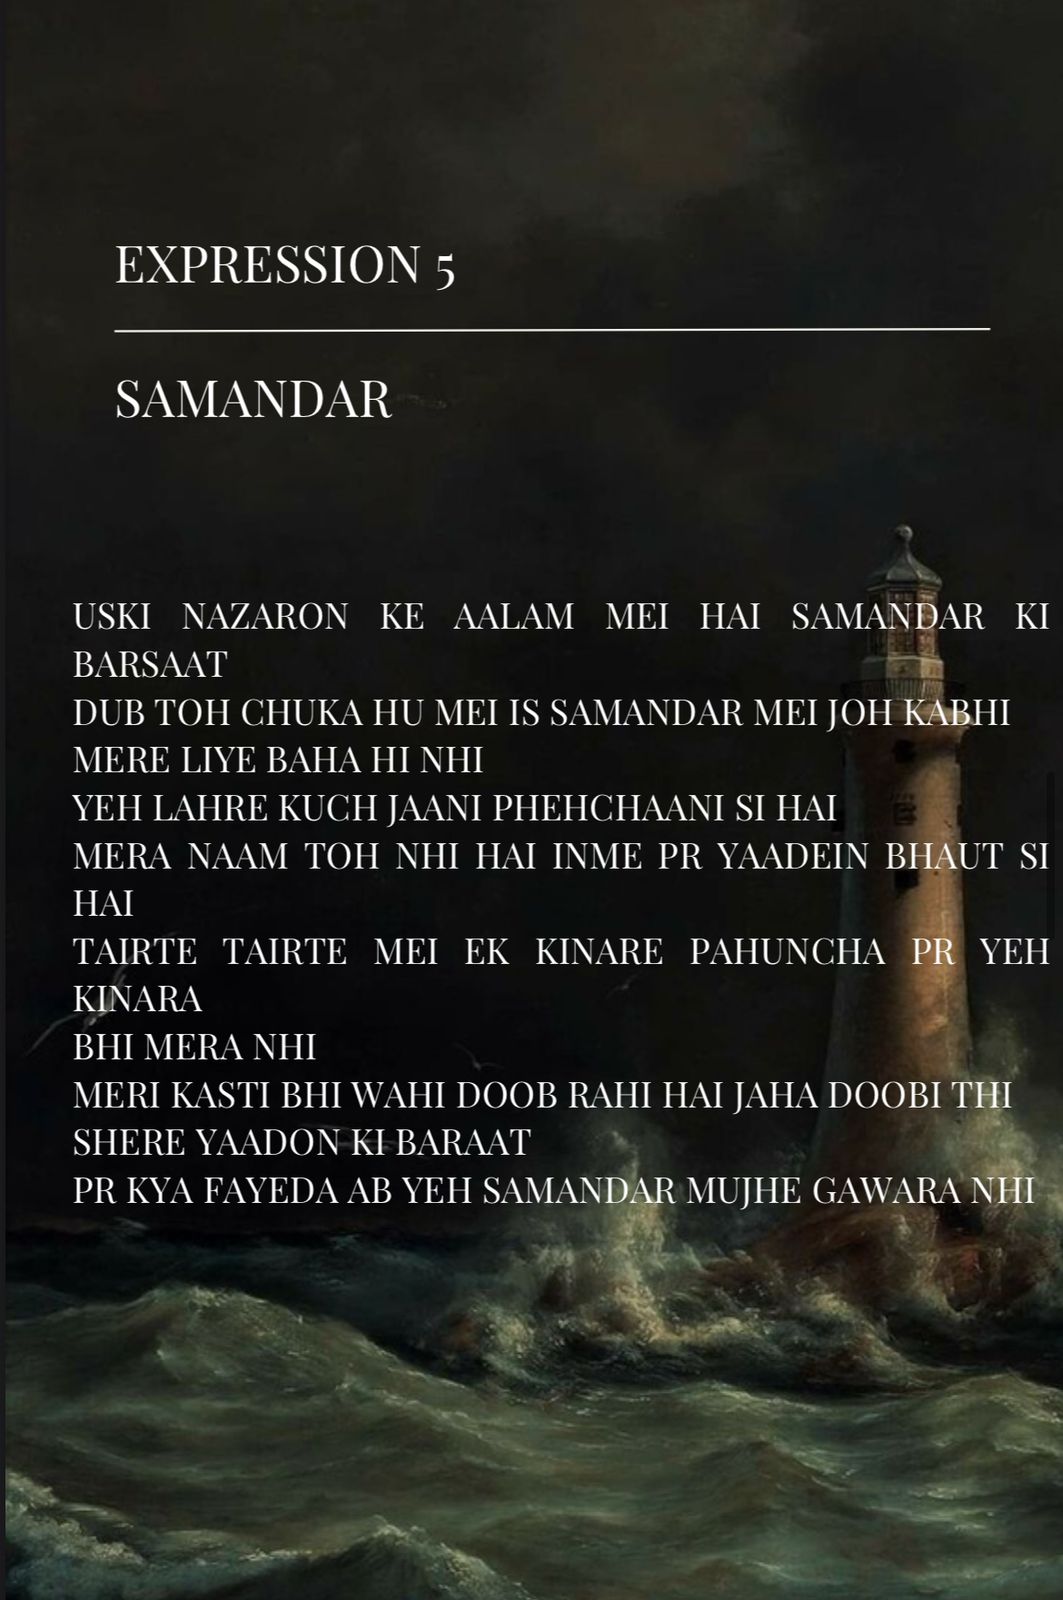 EXPRESSION 5
SAMANDAR
USKI NAZARON KE AALAM MEI HAI SAMANDAR KI
BARSAAT
DUB TOH CHUKA HU MEI IS SAMANDAR MEI JOH KABHI
MERE LIYE BAHA HI NHI
YEH LAHRE KUCH JAANI PHEHCHAANI SI HAI
MERA NAAM TOH NHI HAI INME PR YAADEIN BHAUT SI
HAI
TAIRTE TAIRTE MEI EK KINARE PAHUNCHA PR YEH
KINARA
BHI MERA NHI
MERI KASTI BHI WAHI DOOB RAHI HAI JAHA DOOBI THI
SHERE YAADON KI BARAAT
PR KYA FAYEDA AB YEH SAMANDAR MUJHE GAWARA NHI